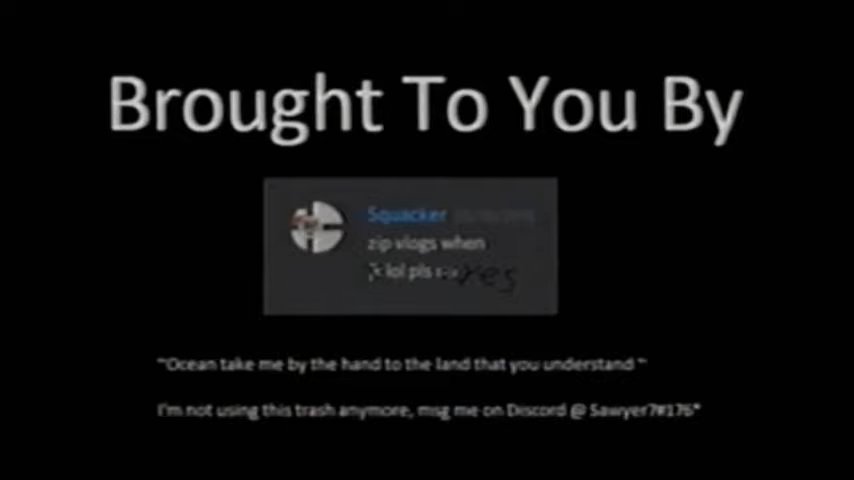 Brought To You By
Squacker
zip vlogs when
lol pls yes
"Ocean take me by the hand to the land that you understand "
I'm not using this trash anymore, msg me on Discord @ Sawyer7#176"